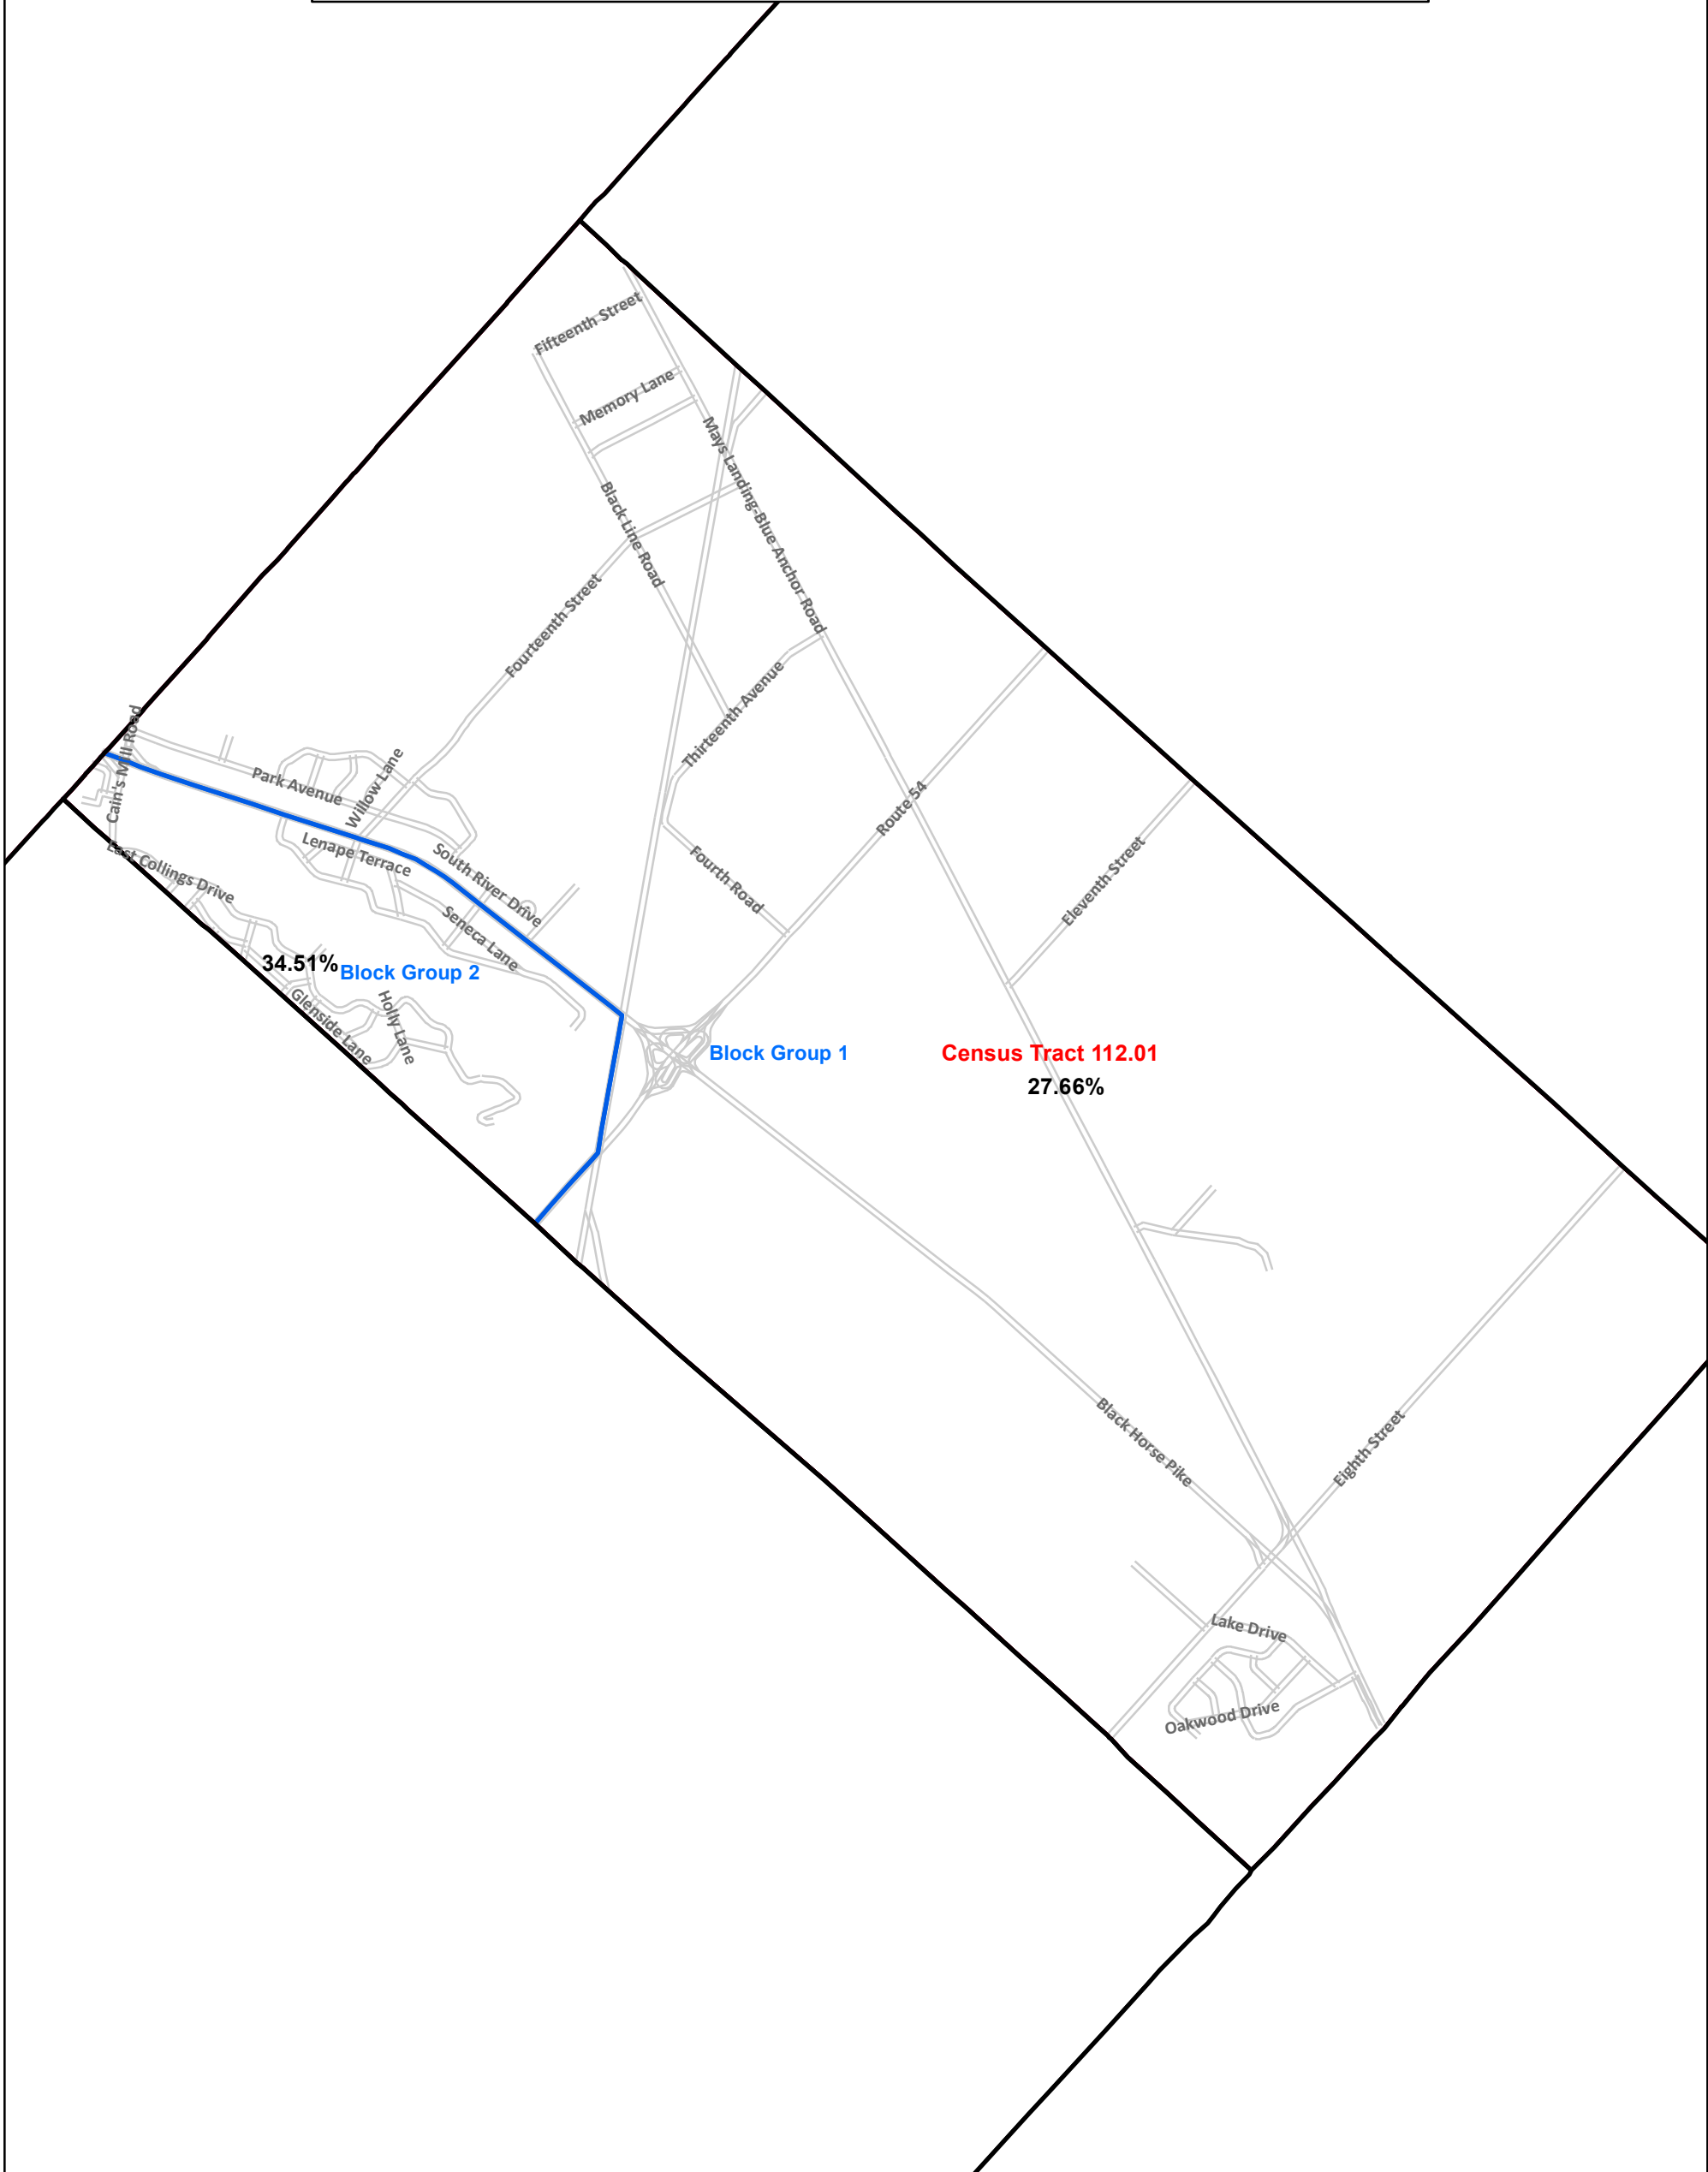 Fifteenth Street
Memory Lane
Mays Landing-Blue Anchor Road
Black Line Road
Fourteenth Street
Thirteenth Avenue
Cain's Mill Road
Park Avenue
Willow Lane
Route 54
Lenape Terrace
South River Drive
East Collings Drive
Fourth Road
Eleventh Street
Seneca Lane
34.51%
Block Group 2
Glenside Lane
Holly Lane
Block Group 1
Census Tract 112.01
27.66%
Black Horse Pike
Eighth Street
Lake Drive
Oakwood Drive